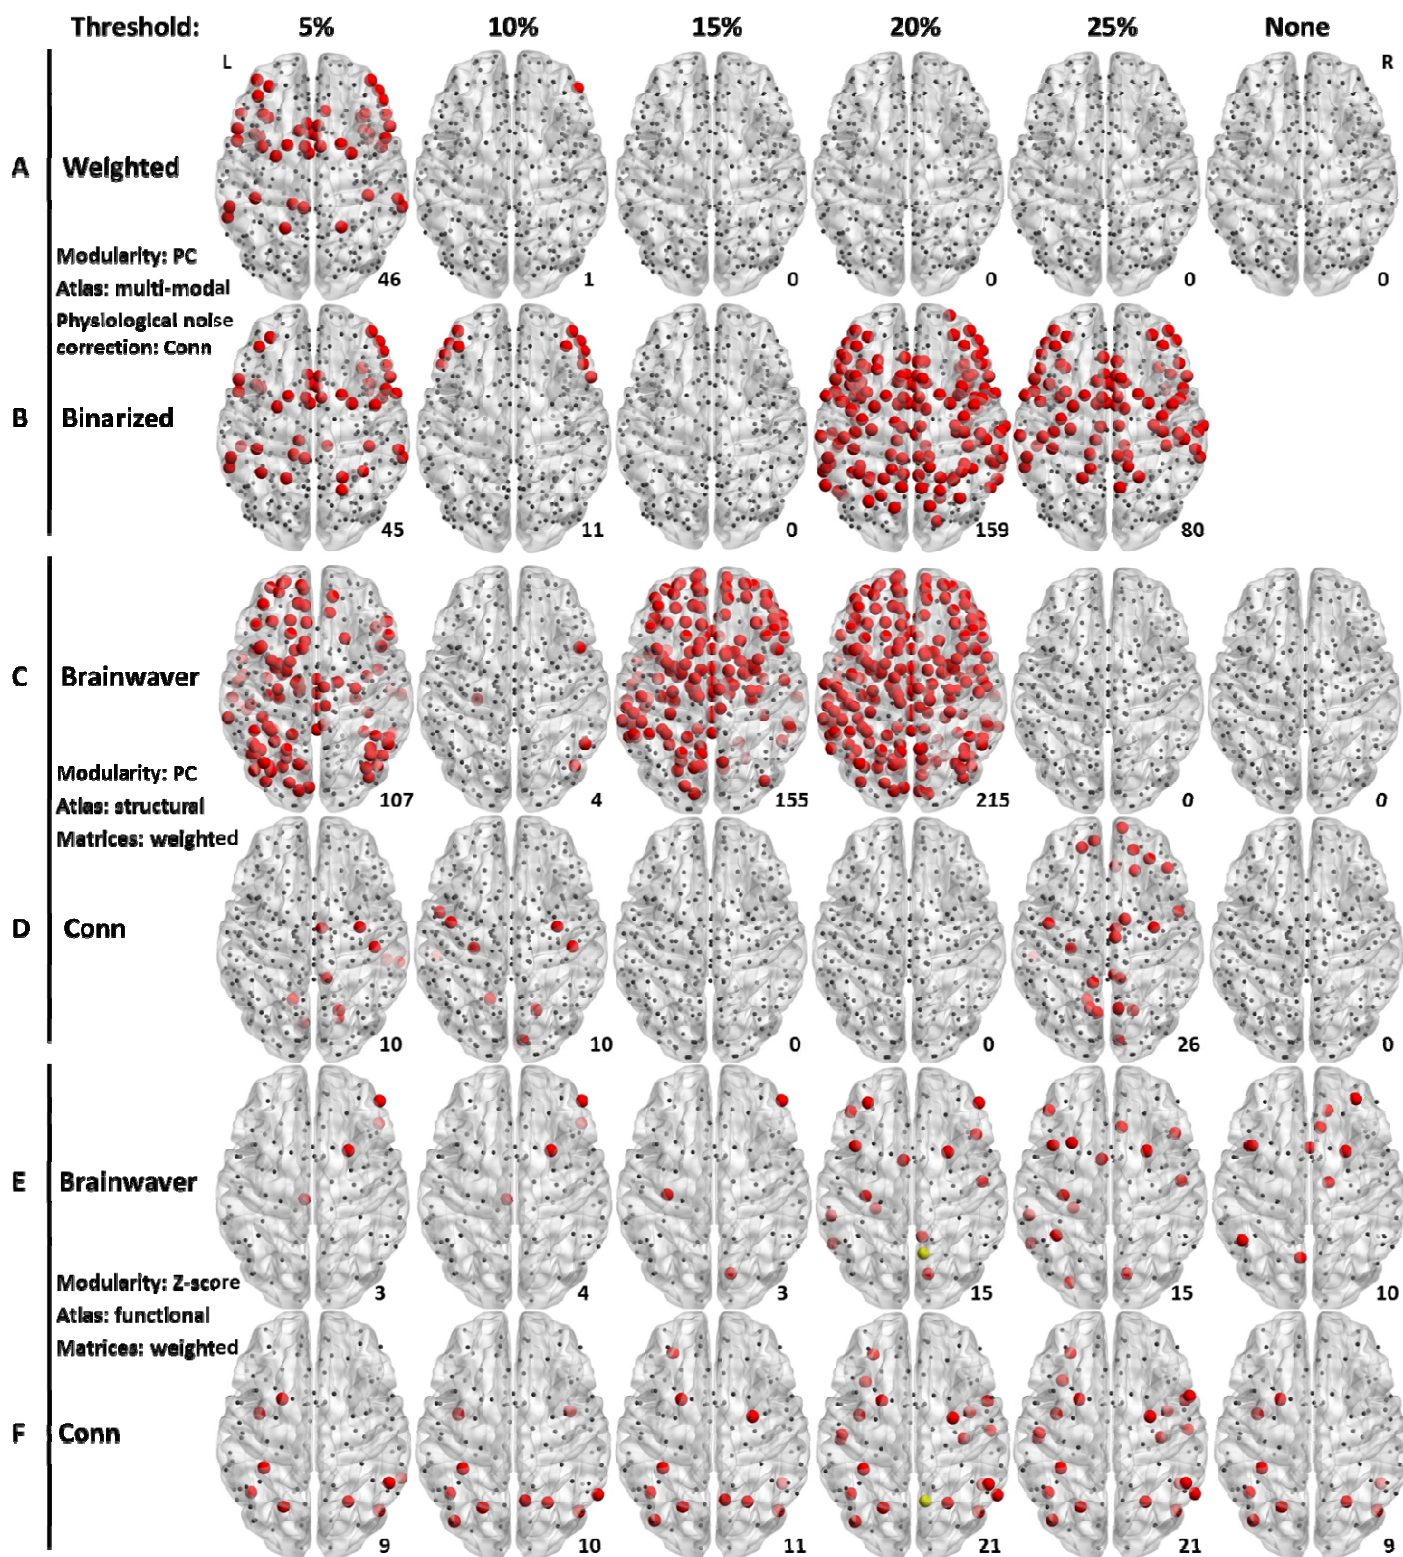 Threshold: 5% 10% 15% 20% 25% None
L R
A Weighted
Modularity: PC
Atlas: multi-modal
46 1 0 0 0 0
Physiological noise
correction: Conn
B Binarized
45 11 0 159 80
C Brainwaver
Modularity: PC
Atlas: structural
107 4 155 215 0 0
Matrices: weighted
D Conn
10 10 0 0 26 0
E Brainwaver
Modularity: Z-score
3 4 3 15 15 10
Atlas: functional
Matrices: weighted
F Conn
9 10 11 21 21 9